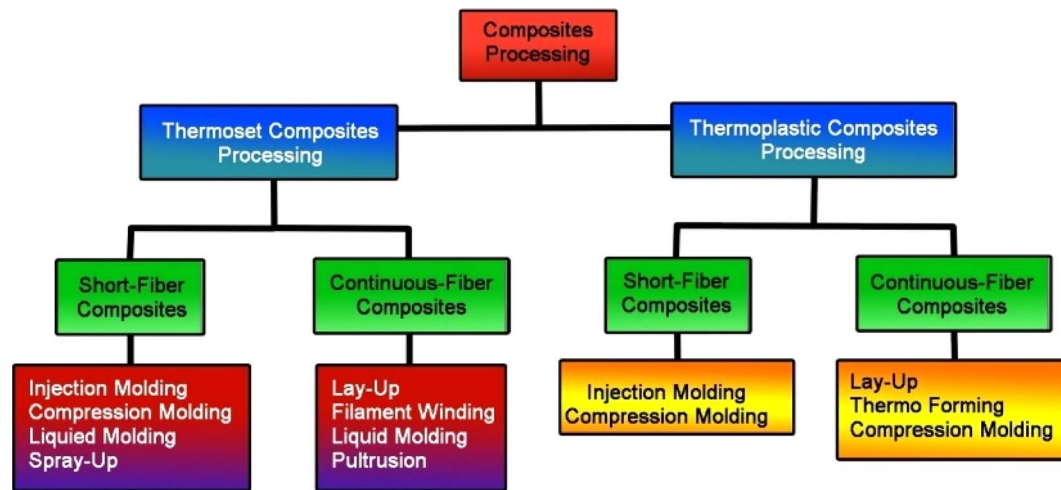 Composites
Processing
Thermoset Composites
Processing
Thermoplastic Composites
Processing
Short-Fiber
Composites
Continuous-Fiber
Composites
Short-Fiber
Composites
Continuous-Fiber
Composites
Injection Molding
Compression Molding
Liquied Molding
Spray-Up
Lay-Up
Filament Winding
Liquid Molding
Pultrusion
Injection Molding
Compression Molding
Lay-Up
Thermo Forming
Compression Molding